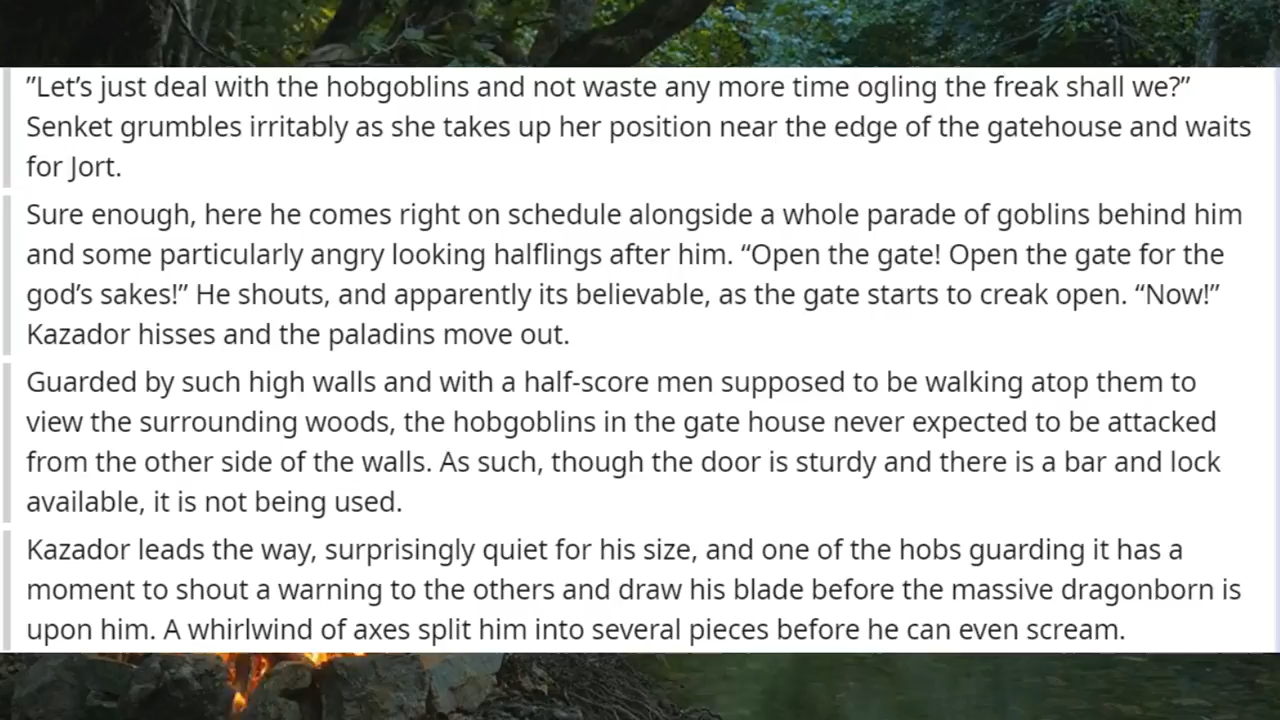 ”Let’s just deal with the hobgoblins and not waste any more time ogling the freak shall we?”
Senket grumbles irritably as she takes up her position near the edge of the gatehouse and waits
for Jort.
Sure enough, here he comes right on schedule alongside a whole parade of goblins behind him
and some particularly angry looking halflings after him. “Open the gate! Open the gate for the
god’s sakes!” He shouts, and apparently its believable, as the gate starts to creak open. “Now!”
Kazador hisses and the paladins move out.
Guarded by such high walls and with a half-score men supposed to be walking atop them to
view the surrounding woods, the hobgoblins in the gate house never expected to be attacked
from the other side of the walls. As such, though the door is sturdy and there is a bar and lock
available, it is not being used.
Kazador leads the way, surprisingly quiet for his size, and one of the hobs guarding it has a
moment to shout a warning to the others and draw his blade before the massive dragonborn is
upon him. A whirlwind of axes split him into several pieces before he can even scream.